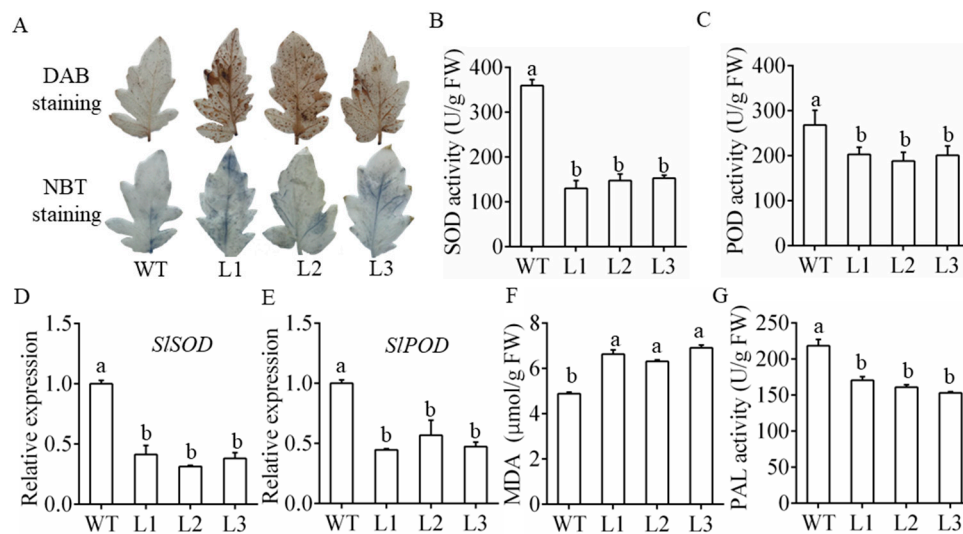 A
DAB
staining
NBT
staining
WT L1 L2 L3
B
SOD activity (U/g FW)
400
300
200
100
0
a
b
b
b
WT L1 L2 L3
C
POD activity (U/g FW)
400
300
200
100
0
a
b
b
b
WT L1 L2 L3
D
Relative expression
1.5
1.0
0.5
0.0
SlSOD
a
b
b
b
WT L1 L2 L3
E
Relative expression
1.5
1.0
0.5
0.0
SlPOD
a
b
b
b
WT L1 L2 L3
F
MDA (μmol/g FW)
8
6
4
2
0
b
a
a
a
WT L1 L2 L3
G
PAL activity (U/g FW)
250
200
150
100
50
0
a
b
b
b
WT L1 L2 L3